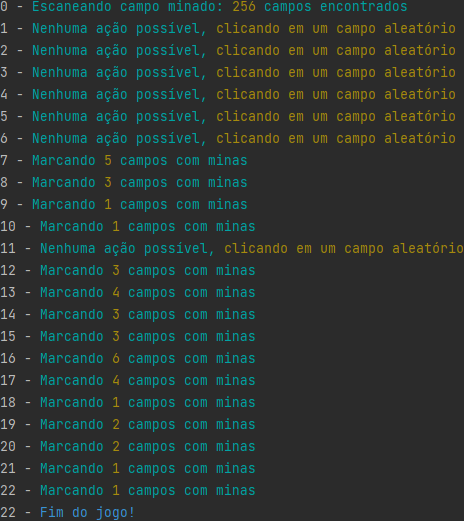 0 - Escaneando campo minado: 256 campos encontrados
1 - Nenhuma ação possível, clicando em um campo aleatório
2 - Nenhuma ação possível, clicando em um campo aleatório
3 - Nenhuma ação possível, clicando em um campo aleatório
4 - Nenhuma ação possível, clicando em um campo aleatório
5 - Nenhuma ação possível, clicando em um campo aleatório
6 - Nenhuma ação possível, clicando em um campo aleatório
7 - Marcando 5 campos com minas
8 - Marcando 3 campos com minas
9 - Marcando 1 campos com minas
10 - Marcando 1 campos com minas
11 - Nenhuma ação possível, clicando em um campo aleatório
12 - Marcando 3 campos com minas
13 - Marcando 4 campos com minas
14 - Marcando 3 campos com minas
15 - Marcando 3 campos com minas
16 - Marcando 6 campos com minas
17 - Marcando 4 campos com minas
18 - Marcando 1 campos com minas
19 - Marcando 2 campos com minas
20 - Marcando 2 campos com minas
21 - Marcando 1 campos com minas
22 - Marcando 1 campos com minas
22 - Fim do jogo!